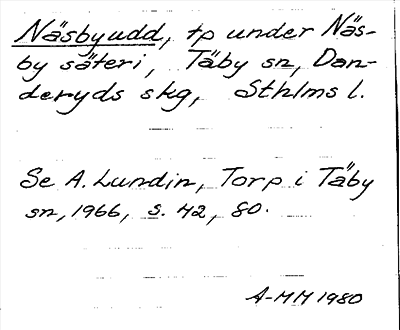 Näsbyudd, tp under Näs-
by säteri, Täby sn, Dan-
deryds skg, Sthlms l.
Se A. Lundin, Torp i Täby
sn, 1966, s. 42, 80.
A-MM 1980